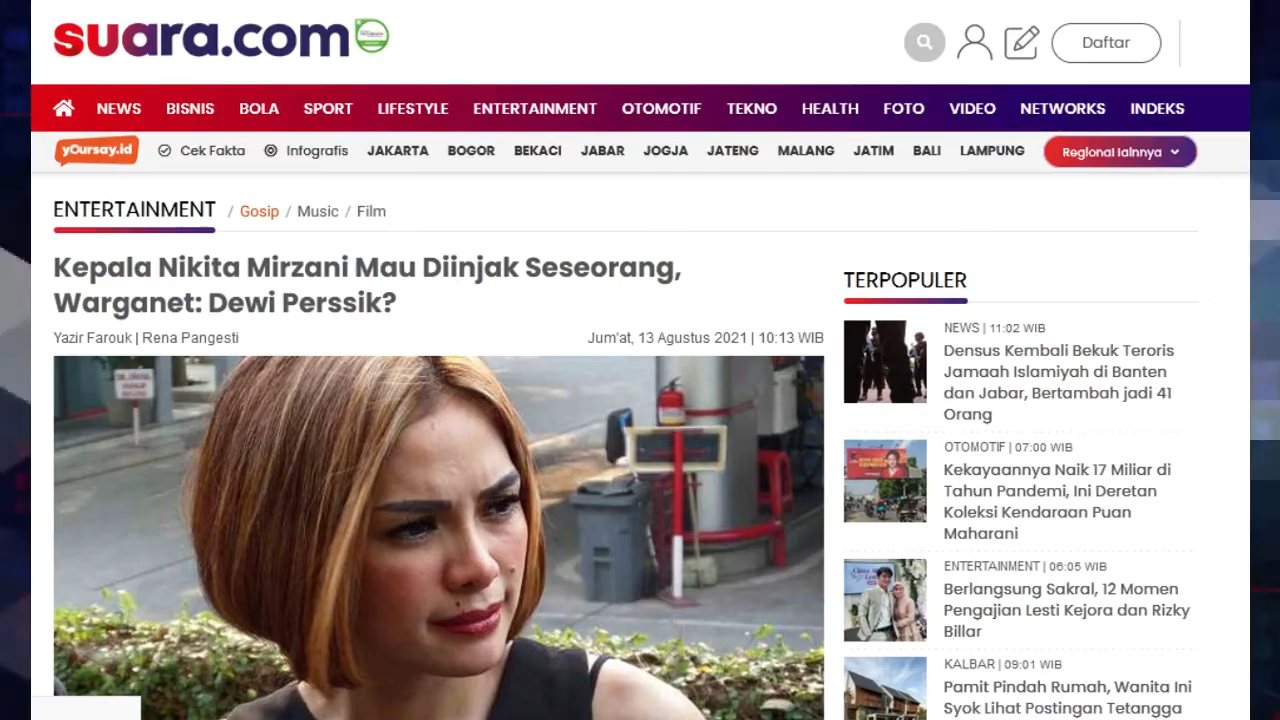 suara.com
Daftar
NEWS BISNIS BOLA SPORT LIFESTYLE ENTERTAINMENT OTOMOTIF TEKNO HEALTH FOTO VIDEO NETWORKS INDEKS
yoursay.id Cek Fakta Infografis JAKARTA BOGOR BEKACI JABAR JOGJA JATENG MALANG JATIM BALI LAMPUNG Regional lainnya
ENTERTAINMENT / Gosip / Music / Film
Kepala Nikita Mirzani Mau Diinjak Seseorang,
Warganet: Dewi Perssik?
Yazir Farouk | Rena Pangesti
Jum'at, 13 Agustus 2021 | 10:13 WIB
TERPOPULER
NEWS | 11:02 WIB
Densus Kembali Bekuk Teroris
Jamaah Islamiyah di Banten
dan Jabar, Bertambah jadi 41
Orang
OTOMOTIF | 07:00 WIB
Kekayaannya Naik 17 Miliar di
Tahun Pandemi, Ini Deretan
Koleksi Kendaraan Puan
Maharani
ENTERTAINMENT | 06:05 WIB
Berlangsung Sakral, 12 Momen
Pengajian Lesti Kejora dan Rizky
Billar
KALBAR | 09:01 WIB
Pamit Pindah Rumah, Wanita Ini
Syok Lihat Postingan Tetangga